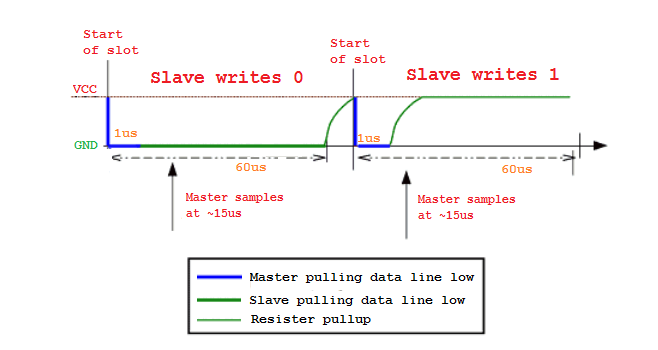 Start
of slot
Start
of slot
Slave writes 0
Slave writes 1
VCC
1us
1us
GND
60us
60us
Master samples
at ~15us
Master samples
at ~15us
Master pulling data line low
Slave pulling data line low
Resister pullup